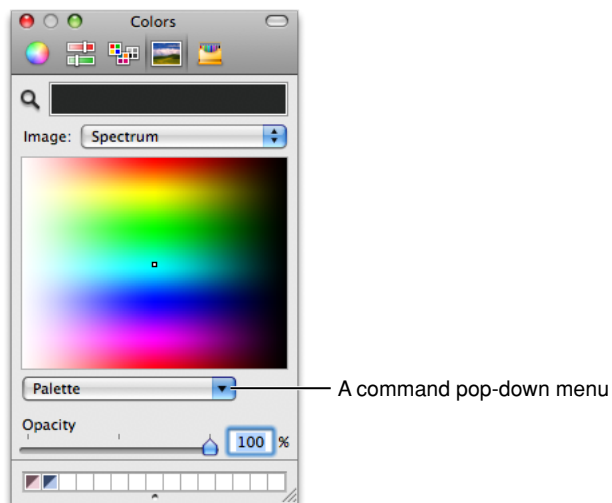 Colors
Image: Spectrum
Palette
A command pop-down menu
Opacity
100 %